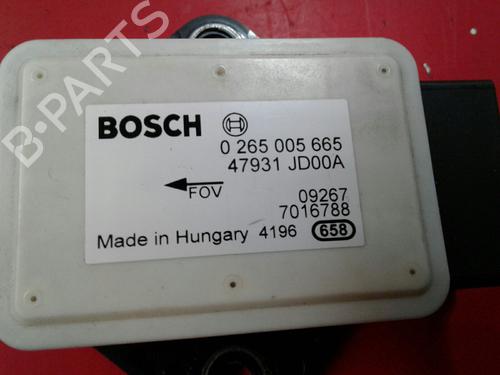 B-PARTS
BOSCH
0 265 005 665
47931 JD00A
FOV
09267
7016788
Made in Hungary 4196 658